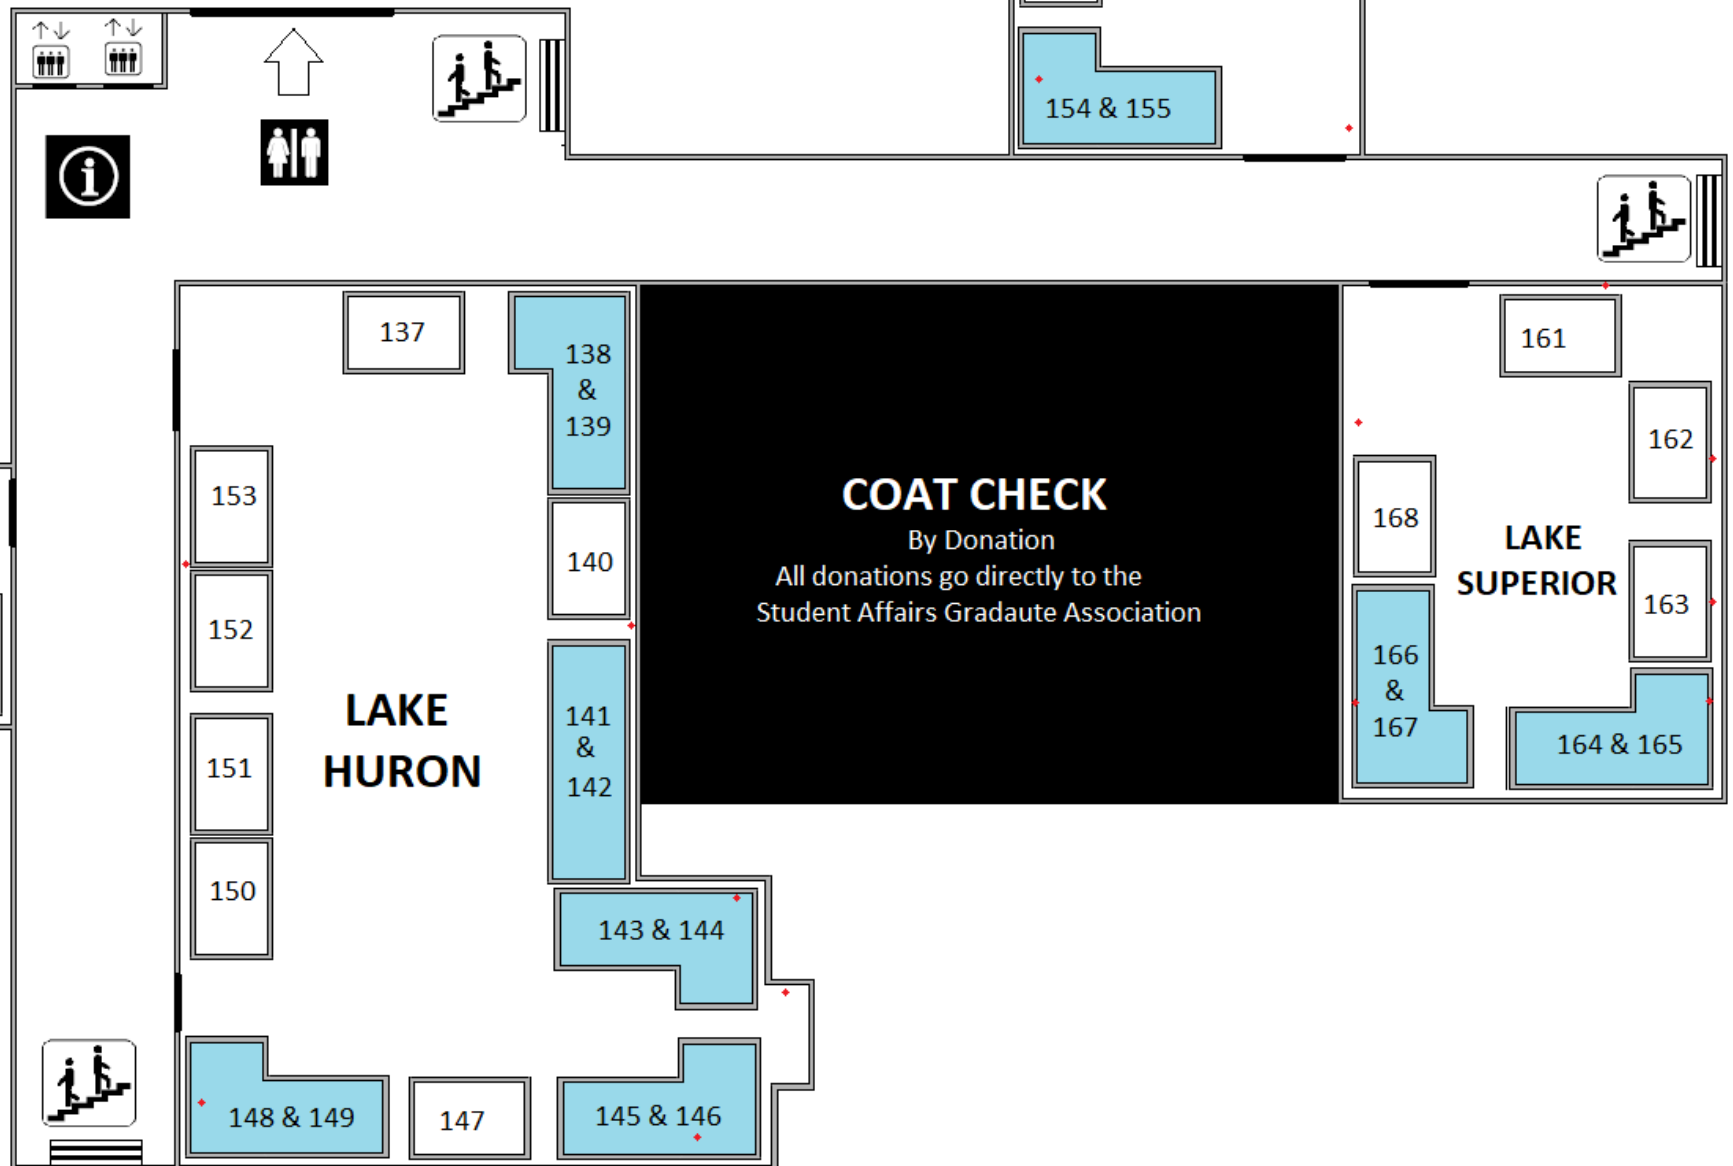 154 & 155
137
138
&
139
161
162
153
140
168
COAT CHECK
By Donation
All donations go directly to the
Student Affairs Gradaute Association
LAKE
SUPERIOR
163
152
166
&
167
164 & 165
LAKE
HURON
141
&
142
151
150
143 & 144
148 & 149
147
145 & 146